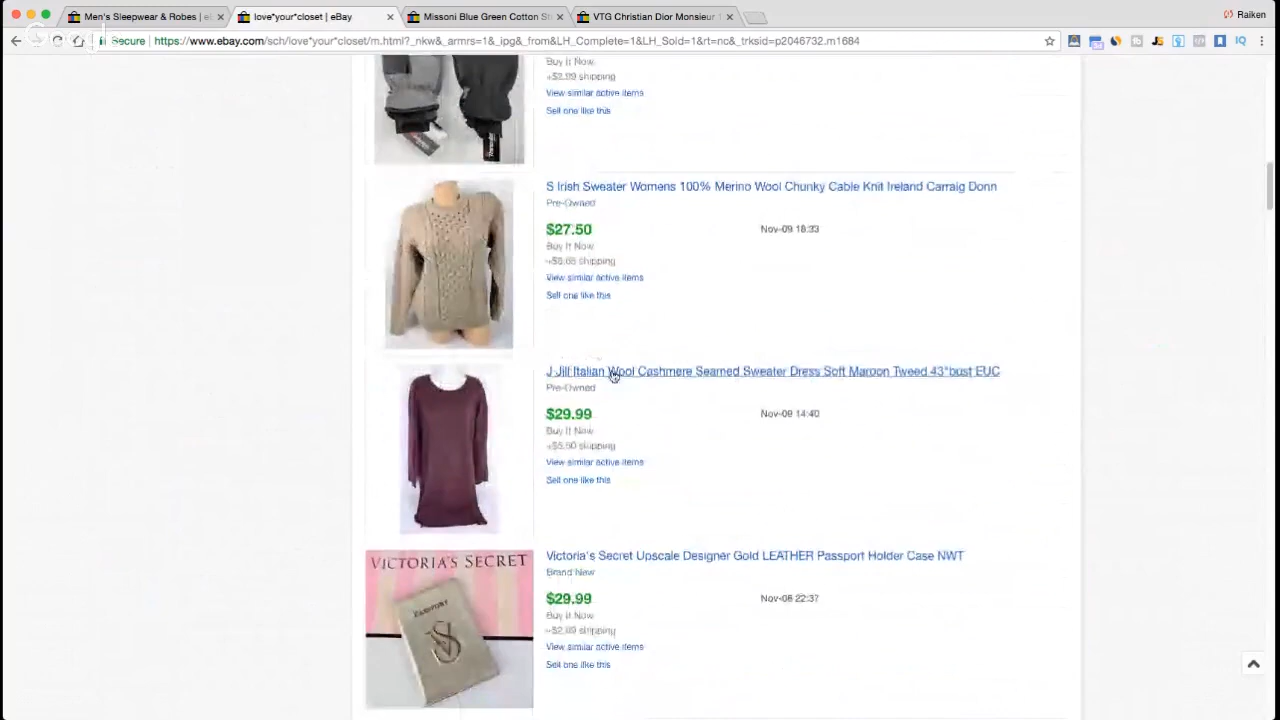 Men's Sleepwear & Robes | e
love*your*closet | eBay
Missoni Blue Green Cotton St
VTG Christian Dior Monsieur
Raiken
Secure
https://www.ebay.com/sch/love*your*closet/m.html?_nkw&_armrs=1&_ipg&_from&LH_Complete=1&LH_Sold=1&rt=nc&_trksid=p2046732.m1684
Buy It Now
shipping
View similar active items
Sell one like this
S Irish Sweater Womens 100% Merino Wool Chunky Cable Knit Ireland Carraig Donn
Pre-Owned
$27.50
Nov-09 18:33
Buy It Now
shipping
View similar active items
Sell one like this
J Jill Italian Wool Cashmere Seamed Sweater Dress Soft Maroon Tweed 43"bust EUC
Pre-Owned
$29.99
Nov-09 14:40
Buy It Now
shipping
View similar active items
Sell one like this
Victoria's Secret Upscale Designer Gold LEATHER Passport Holder Case NWT
VICTORIA'S SECRET
Brand New
$29.99
Nov-08 22:37
Buy It Now
PASSPORT
VS
shipping
View similar active items
Sell one like this